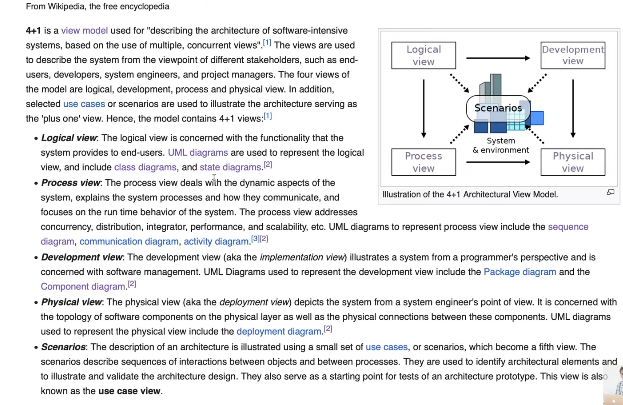 From Wikipedia, the free encyclopedia
4+1 is a view model used for "describing the architecture of software-intensive
systems, based on the use of multiple, concurrent views".[1] The views are used
to describe the system from the viewpoint of different stakeholders, such as end-
users, developers, system engineers, and project managers. The four views of
the model are logical, development, process and physical view. In addition,
selected use cases or scenarios are used to illustrate the architecture serving as
the 'plus one' view. Hence, the model contains 4+1 views:[1]
Logical view
Development view
Scenarios
System & environment
Process view
Physical view
Illustration of the 4+1 Architectural View Model.
• Logical view: The logical view is concerned with the functionality that the
system provides to end-users. UML diagrams are used to represent the logical
view, and include class diagrams, and state diagrams.[2]
• Process view: The process view deals with the dynamic aspects of the
system, explains the system processes and how they communicate, and
focuses on the run time behavior of the system. The process view addresses
concurrency, distribution, integrator, performance, and scalability, etc. UML diagrams to represent process view include the sequence
diagram, communication diagram, activity diagram.[3][2]
• Development view: The development view (aka the implementation view) illustrates a system from a programmer's perspective and is
concerned with software management. UML Diagrams used to represent the development view include the Package diagram and the
Component diagram.[2]
• Physical view: The physical view (aka the deployment view) depicts the system from a system engineer's point of view. It is concerned with
the topology of software components on the physical layer as well as the physical connections between these components. UML diagrams
used to represent the physical view include the deployment diagram.[2]
• Scenarios: The description of an architecture is illustrated using a small set of use cases, or scenarios, which become a fifth view. The
scenarios describe sequences of interactions between objects and between processes. They are used to identify architectural elements and
to illustrate and validate the architecture design. They also serve as a starting point for tests of an architecture prototype. This view is also
known as the use case view.